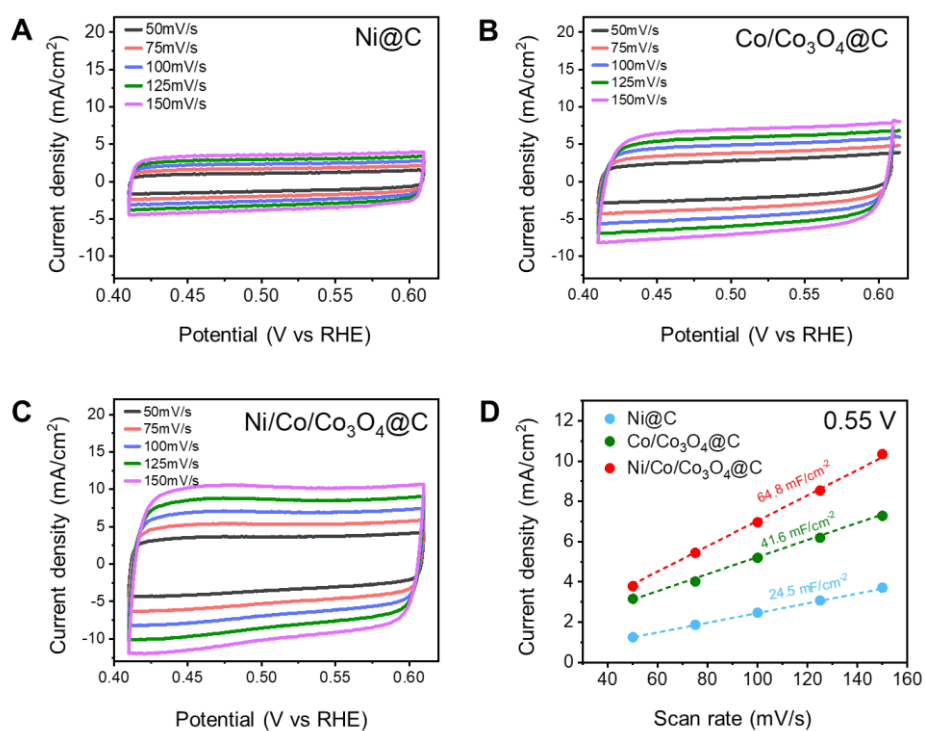 A
Ni@C
50mV/s
75mV/s
100mV/s
125mV/s
150mV/s
20
15
10
5
0
-5
-10
0.40 0.45 0.50 0.55 0.60
Current density (mA/cm²)
Potential (V vs RHE)
B
Co/Co₃O₄@C
50mV/s
75mV/s
100mV/s
125mV/s
150mV/s
20
15
10
5
0
-5
-10
0.40 0.45 0.50 0.55 0.60
Current density (mA/cm²)
Potential (V vs RHE)
C
Ni/Co/Co₃O₄@C
50mV/s
75mV/s
100mV/s
125mV/s
150mV/s
20
15
10
5
0
-5
-10
0.40 0.45 0.50 0.55 0.60
Current density (mA/cm²)
Potential (V vs RHE)
D
0.55 V
Ni@C
Co/Co₃O₄@C
Ni/Co/Co₃O₄@C
64.8 mF/cm⁻²
41.6 mF/cm⁻²
24.5 mF/cm⁻²
12
10
8
6
4
2
0
40 60 80 100 120 140 160
Current density (mA/cm²)
Scan rate (mV/s)